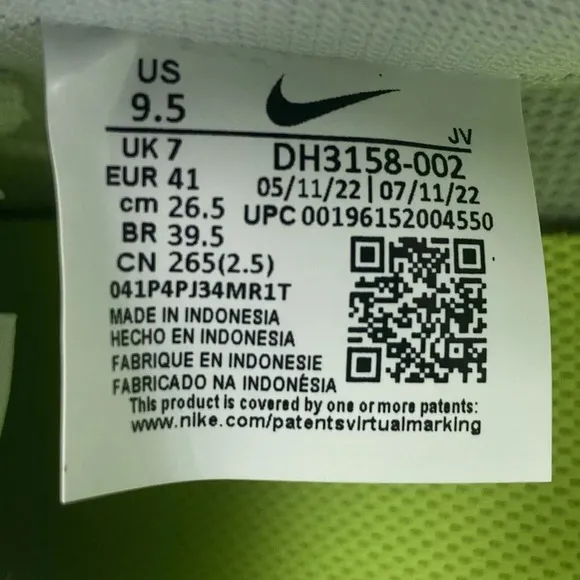 US
9.5
JV
UK 7
DH3158-002
EUR 41
05/11/22 | 07/11/22
cm 26.5
UPC 00196152004550
BR 39.5
CN 265(2.5)
041P4PJ34MR1T
MADE IN INDONESIA
HECHO EN INDONESIA
FABRIQUE EN INDONESIE
FABRICADO NA INDONÉSIA
This product is covered by one or more patents:
www.nike.com/patentsvirtualmarking